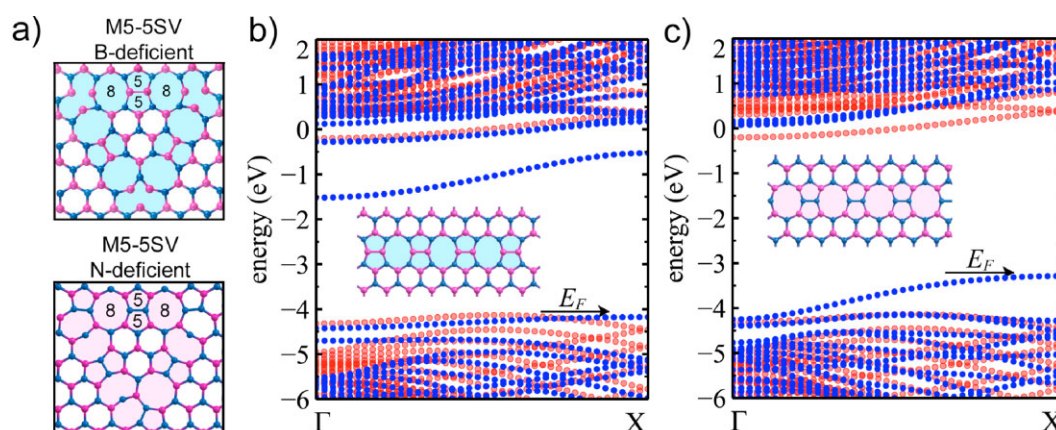 a)
M5-5SV
B-deficient
5
8
8
5
M5-5SV
N-deficient
5
8
8
5
b)
energy (eV)
2
1
0
−1
−2
−3
−4
−5
−6
E_F
Γ
X
c)
energy (eV)
2
1
0
−1
−2
−3
−4
−5
−6
E_F
Γ
X